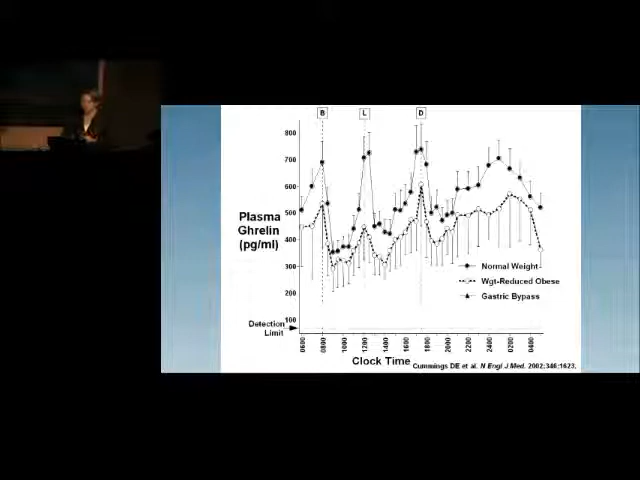 B L D
800
700
600
500
400
300
200
100
Plasma
Ghrelin
(pg/ml)
Normal Weight
Wgt-Reduced Obese
Gastric Bypass
Detection
Limit
0600 0800 1000 1200 1400 1600 1800 2000 2200 2400 0200 0400
Clock Time
Cummings DE et al. N Engl J Med. 2002;346:1623.